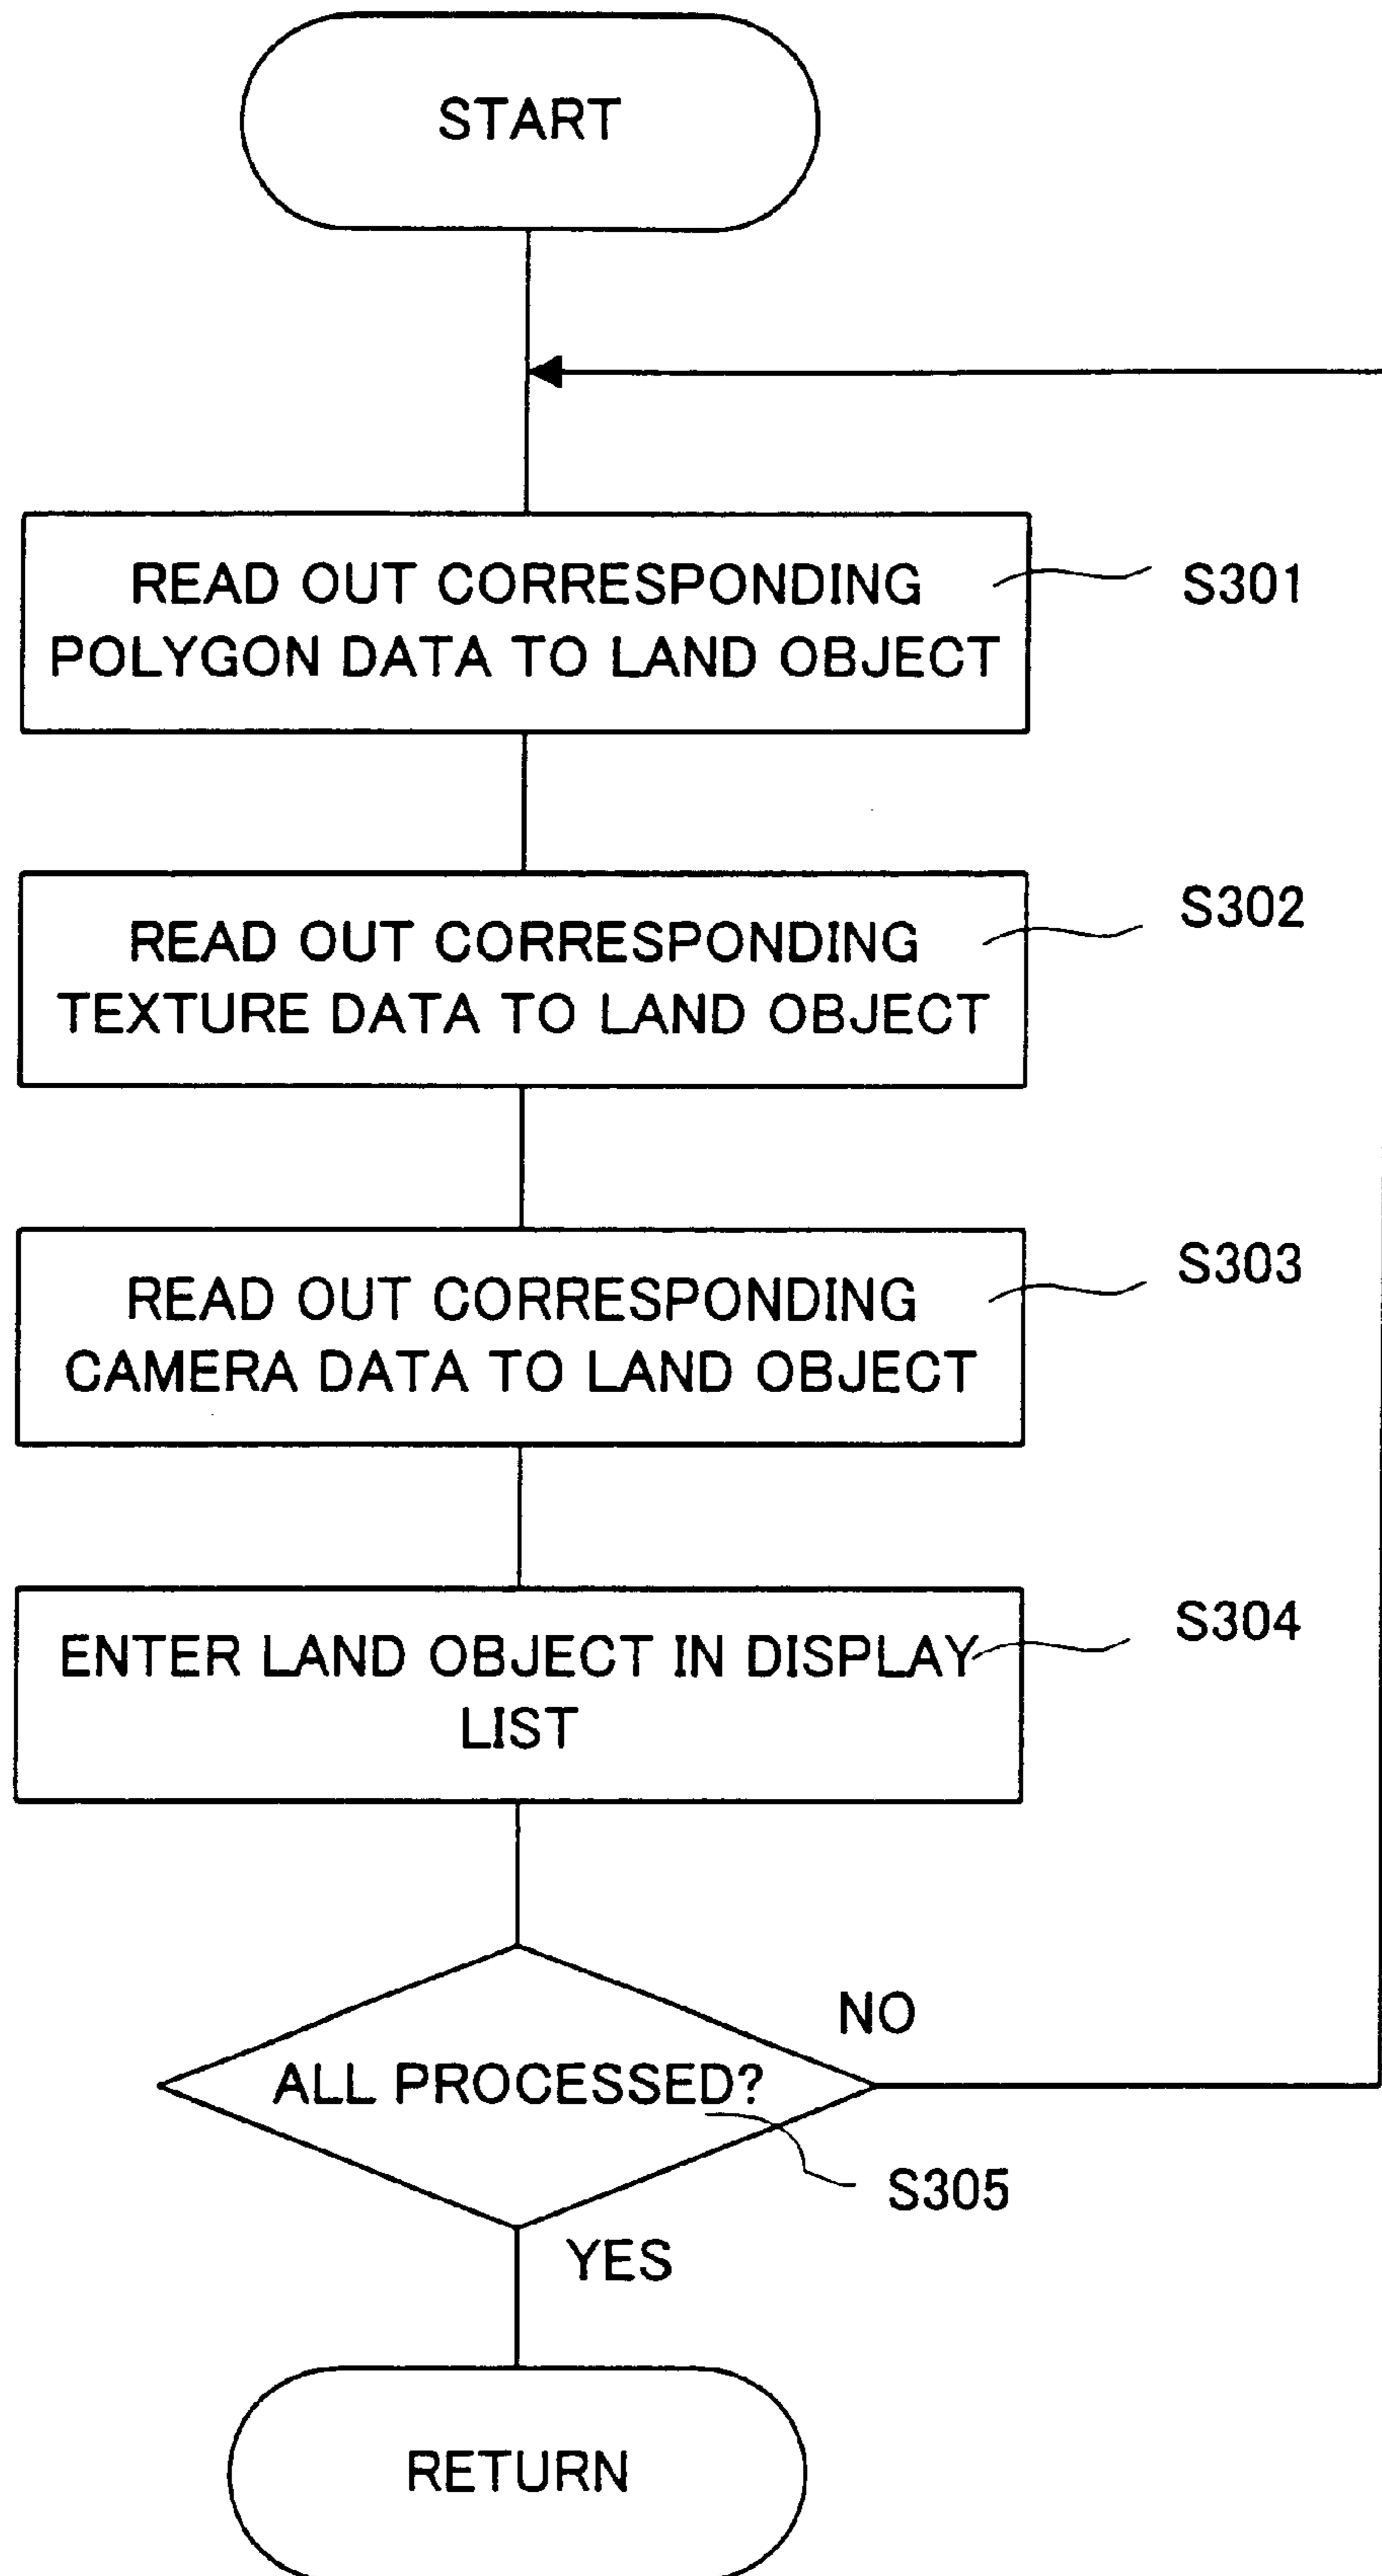 START
READ OUT CORRESPONDING
POLYGON DATA TO LAND OBJECT
S301
READ OUT CORRESPONDING
TEXTURE DATA TO LAND OBJECT
S302
READ OUT CORRESPONDING
CAMERA DATA TO LAND OBJECT
S303
ENTER LAND OBJECT IN DISPLAY
LIST
S304
ALL PROCESSED?
NO
S305
YES
RETURN